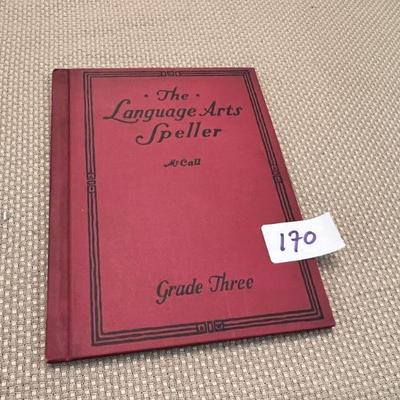 The
Language Arts
Speller
McCall
170
Grade Three